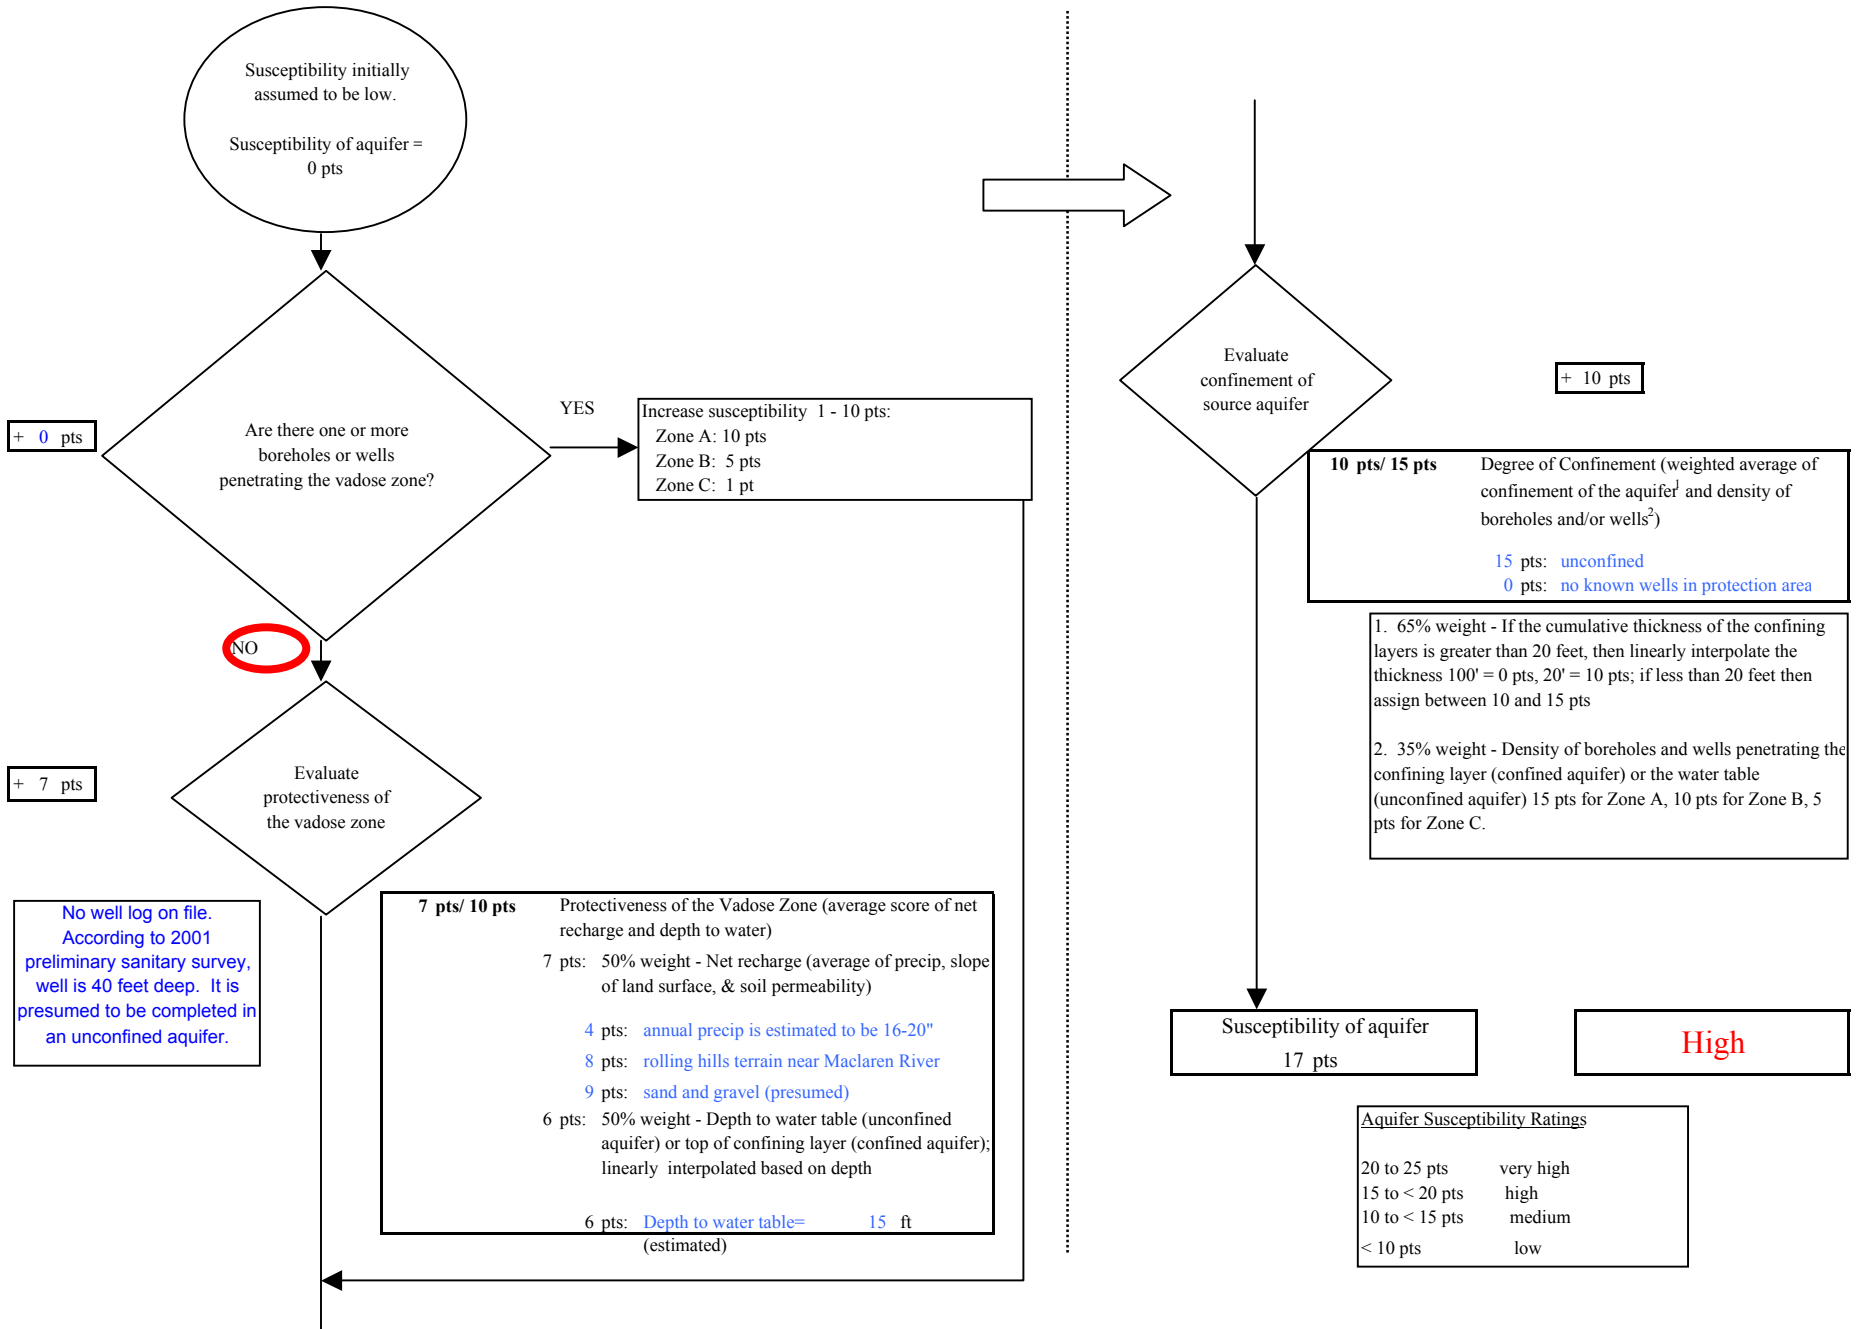 Susceptibility initially
assumed to be low.
Susceptibility of aquifer =
0 pts
+ 0 pts
Are there one or more
boreholes or wells
penetrating the vadose zone?
YES
Increase susceptibility 1 - 10 pts:
Zone A: 10 pts
Zone B: 5 pts
Zone C: 1 pt
NO
+ 7 pts
Evaluate
protectiveness of
the vadose zone
No well log on file.
According to 2001
preliminary sanitary survey,
well is 40 feet deep. It is
presumed to be completed in
an unconfined aquifer.
7 pts/ 10 pts Protectiveness of the Vadose Zone (average score of net
recharge and depth to water)
7 pts: 50% weight - Net recharge (average of precip, slope
of land surface, & soil permeability)
4 pts: annual precip is estimated to be 16-20"
8 pts: rolling hills terrain near Maclaren River
9 pts: sand and gravel (presumed)
6 pts: 50% weight - Depth to water table (unconfined
aquifer) or top of confining layer (confined aquifer);
linearly interpolated based on depth
6 pts: Depth to water table= 15 ft
(estimated)
Evaluate
confinement of
source aquifer
+ 10 pts
10 pts/ 15 pts Degree of Confinement (weighted average of
confinement of the aquifer1 and density of
boreholes and/or wells2)
15 pts: unconfined
0 pts: no known wells in protection area
1. 65% weight - If the cumulative thickness of the confining
layers is greater than 20 feet, then linearly interpolate the
thickness 100' = 0 pts, 20' = 10 pts; if less than 20 feet then
assign between 10 and 15 pts
2. 35% weight - Density of boreholes and wells penetrating the
confining layer (confined aquifer) or the water table
(unconfined aquifer) 15 pts for Zone A, 10 pts for Zone B, 5
pts for Zone C.
Susceptibility of aquifer
17 pts
High
Aquifer Susceptibility Ratings
20 to 25 pts very high
15 to < 20 pts high
10 to < 15 pts medium
< 10 pts low